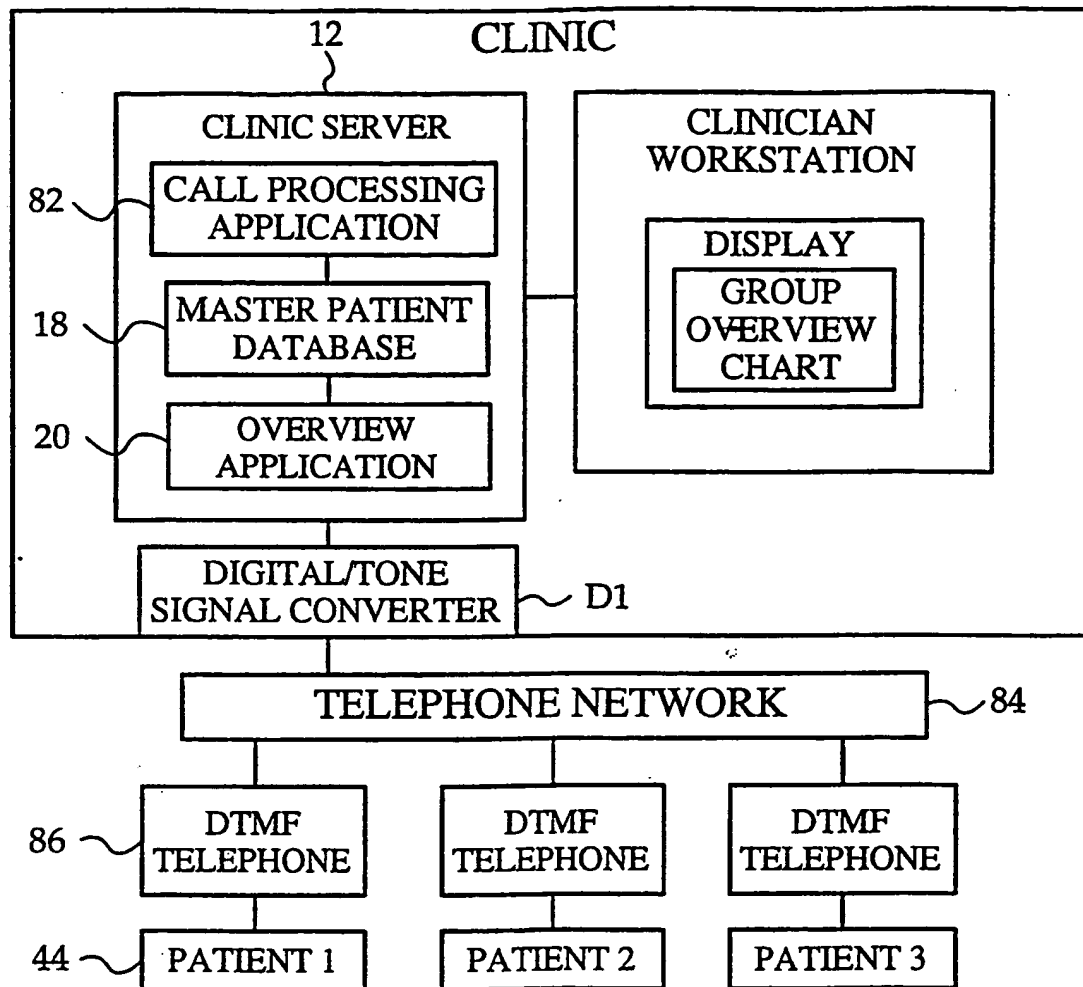 CLINIC
12
CLINIC SERVER
82
CALL PROCESSING
APPLICATION
18
MASTER PATIENT
DATABASE
20
OVERVIEW
APPLICATION
CLINICIAN
WORKSTATION
DISPLAY
GROUP
OVERVIEW
CHART
DIGITAL/TONE
SIGNAL CONVERTER
D1
TELEPHONE NETWORK
84
86
DTMF
TELEPHONE
DTMF
TELEPHONE
DTMF
TELEPHONE
44
PATIENT 1
PATIENT 2
PATIENT 3